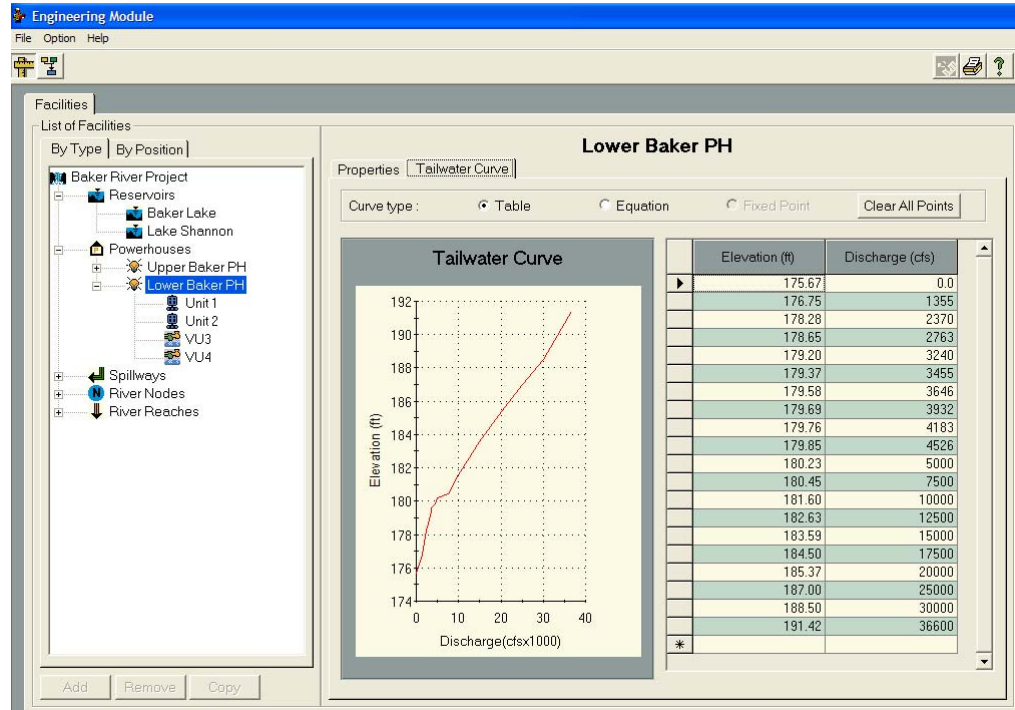 Engineering Module
File Option Help
Facilities
List of Facilities
By Type By Position
Baker River Project
Reservoirs
Baker Lake
Lake Shannon
Powerhouses
Upper Baker PH
Lower Baker PH
Unit 1
Unit 2
VU3
VU4
Spillways
N River Nodes
River Reaches
Add Remove Copy
Lower Baker PH
Properties Tailwater Curve
Curve type : Table Equation Fixed Point Clear All Points
Tailwater Curve
192
190
188
186
184
182
180
178
176
174
Elevation (ft)
0 10 20 30 40
Discharge(cfsx1000)
Elevation (ft) Discharge (cfs)
175.67 0.0
176.75 1355
178.28 2370
178.65 2763
179.20 3240
179.37 3455
179.58 3646
179.69 3932
179.76 4183
179.85 4526
180.23 5000
180.45 7500
181.60 10000
182.63 12500
183.59 15000
184.50 17500
185.37 20000
187.00 25000
188.50 30000
191.42 36600